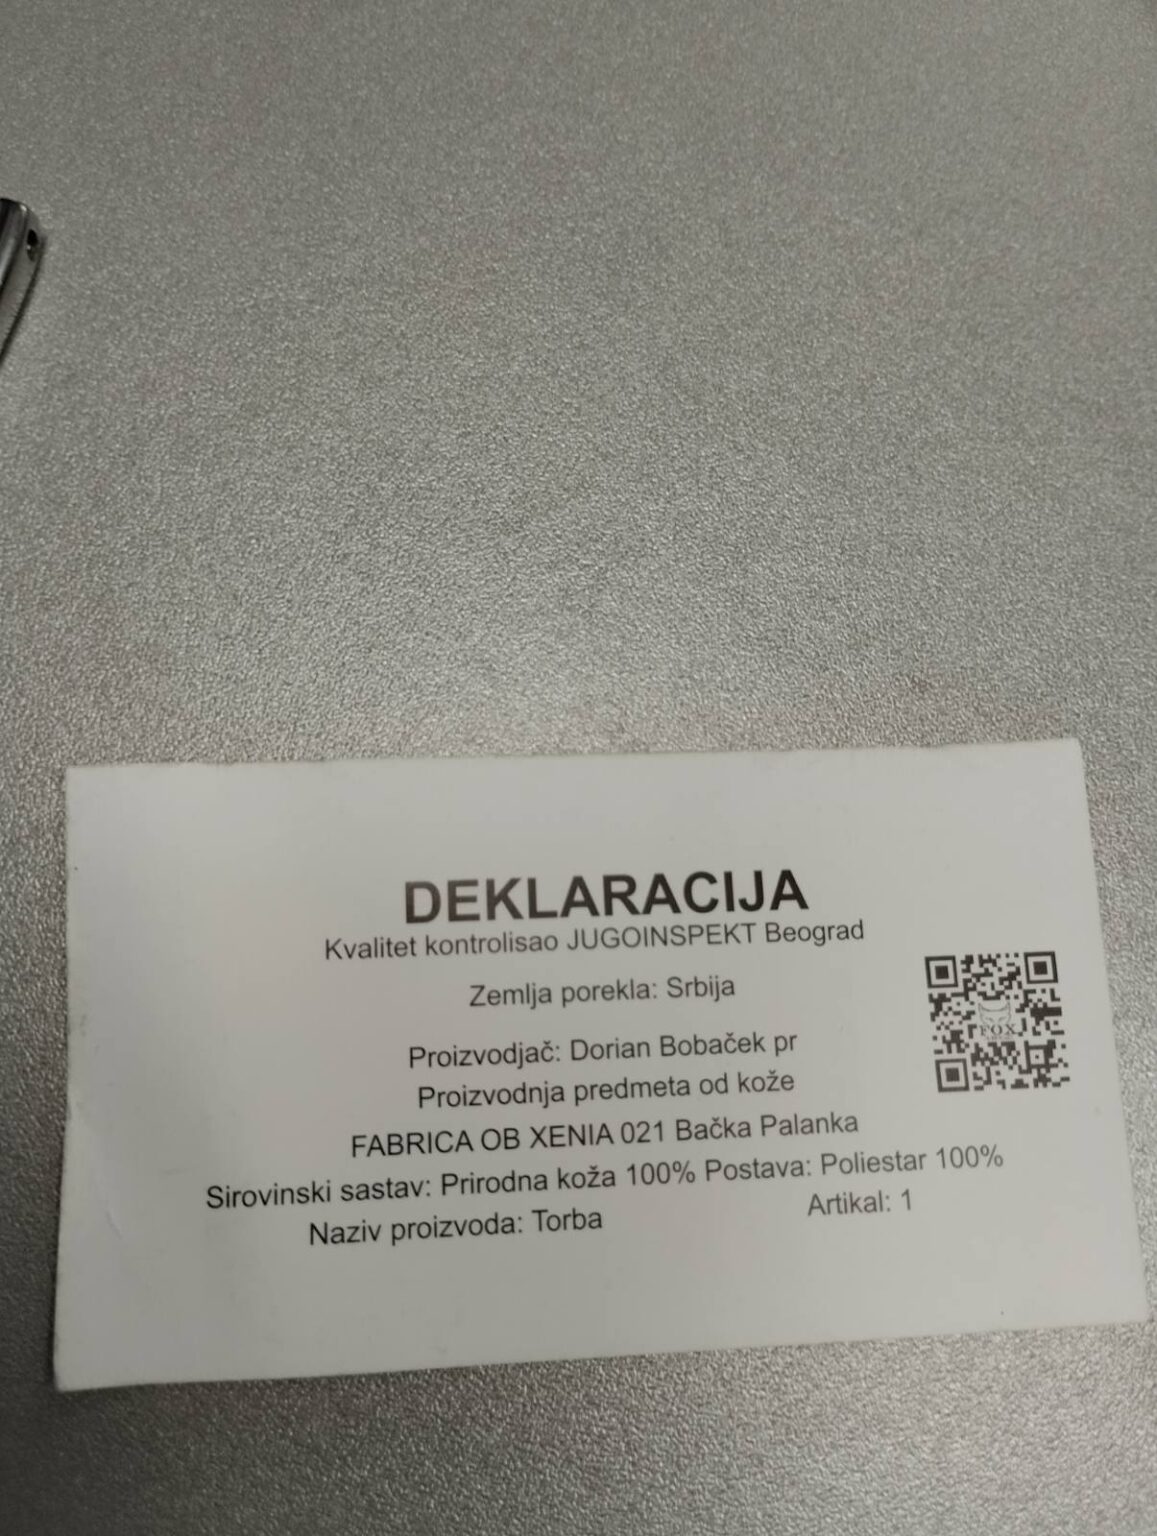 DEKLARACIJA
Kvalitet kontrolisao JUGOINSPEKT Beograd
Zemlja porekla: Srbija
Proizvodjač: Dorian Bobaček pr
Proizvodnja predmeta od kože
FABRICA OB XENIA 021 Bačka Palanka
Sirovinski sastav: Prirodna koža 100% Postava: Poliestar 100%
Naziv proizvoda: Torba Artikal: 1
FOX